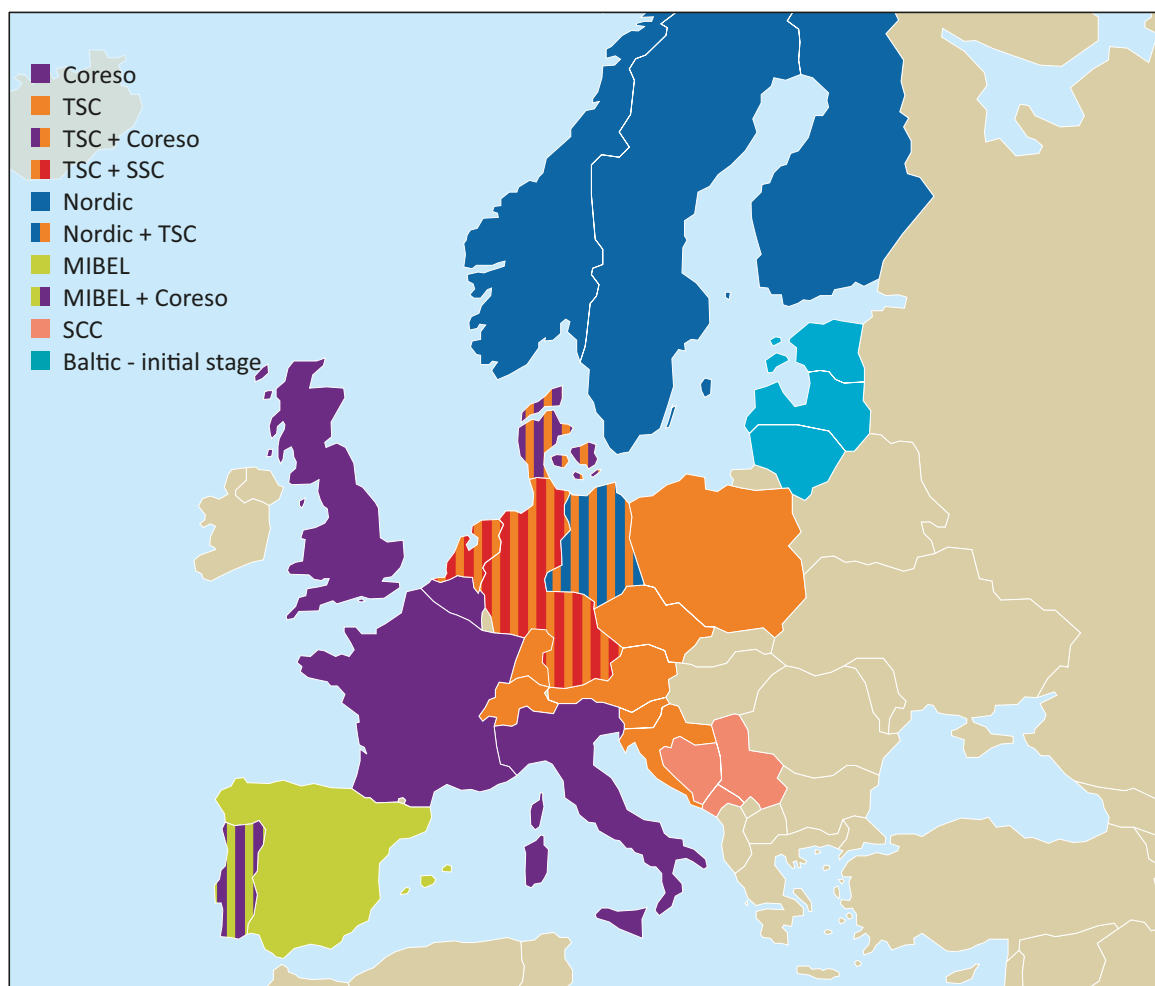 Coreso
TSC
TSC + Coreso
TSC + SSC
Nordic
Nordic + TSC
MIBEL
MIBEL + Coreso
SCC
Baltic - initial stage